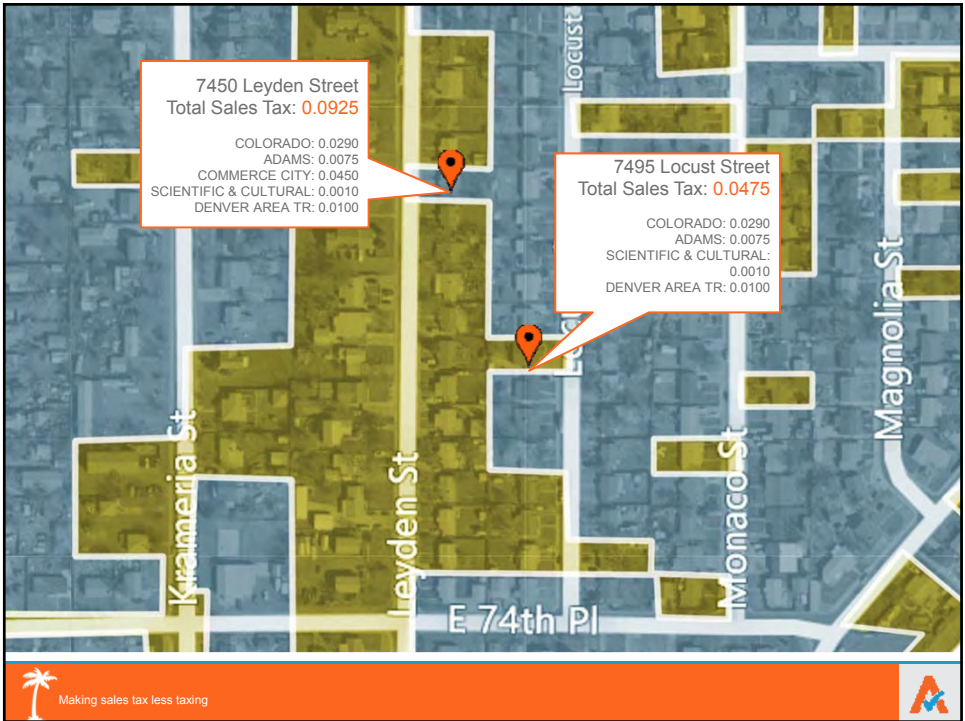 7450 Leyden Street
Total Sales Tax: 0.0925
COLORADO: 0.0290
ADAMS: 0.0075
COMMERCE CITY: 0.0450
SCIENTIFIC & CULTURAL: 0.0010
DENVER AREA TR: 0.0100
Locust
7495 Locust Street
Total Sales Tax: 0.0475
COLORADO: 0.0290
ADAMS: 0.0075
SCIENTIFIC & CULTURAL:
0.0010
DENVER AREA TR: 0.0100
Krameria St
Leyden St
Monaco St
Magnolia St
E 74th Pl
Making sales tax less taxing